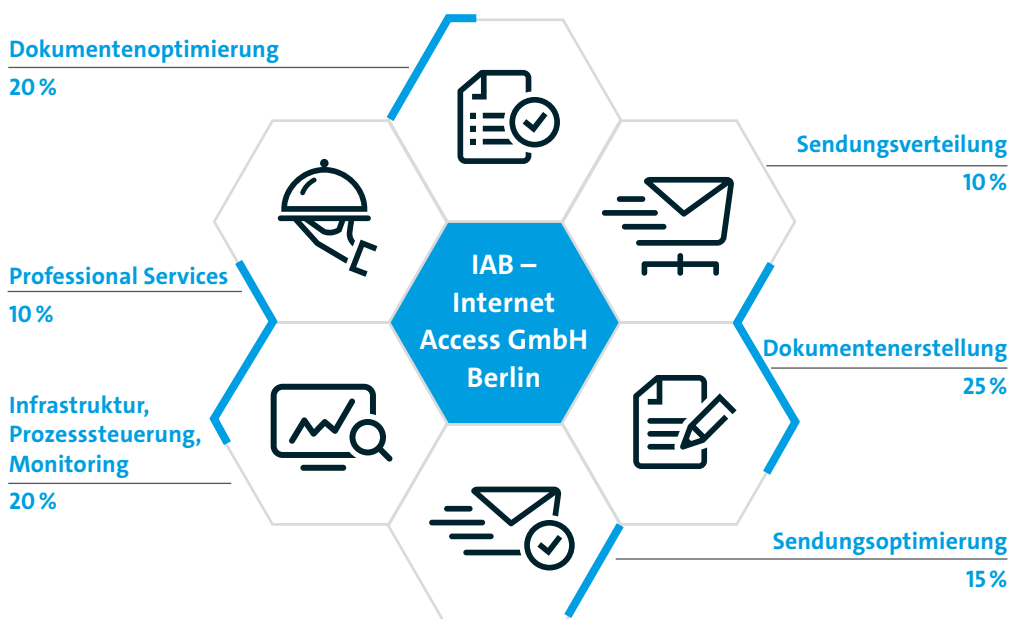 Dokumentenoptimierung
20 %
Sendungsverteilung
10 %
IAB –
Internet
Access GmbH
Berlin
Professional Services
10 %
Dokumentenerstellung
25 %
Infrastruktur,
Prozesssteuerung,
Monitoring
20 %
Sendungsoptimierung
15 %